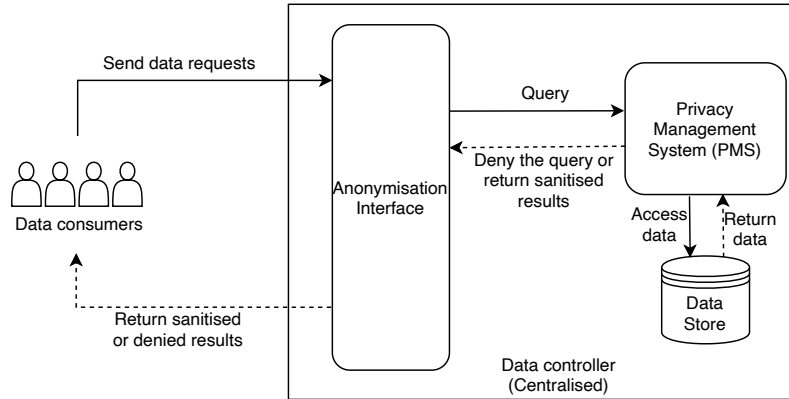 Send data requests
Data consumers
Return sanitised
or denied results
Anonymisation
Interface
Query
Deny the query or
return sanitised
results
Privacy
Management
System (PMS)
Access
data
Return
data
Data
Store
Data controller
(Centralised)